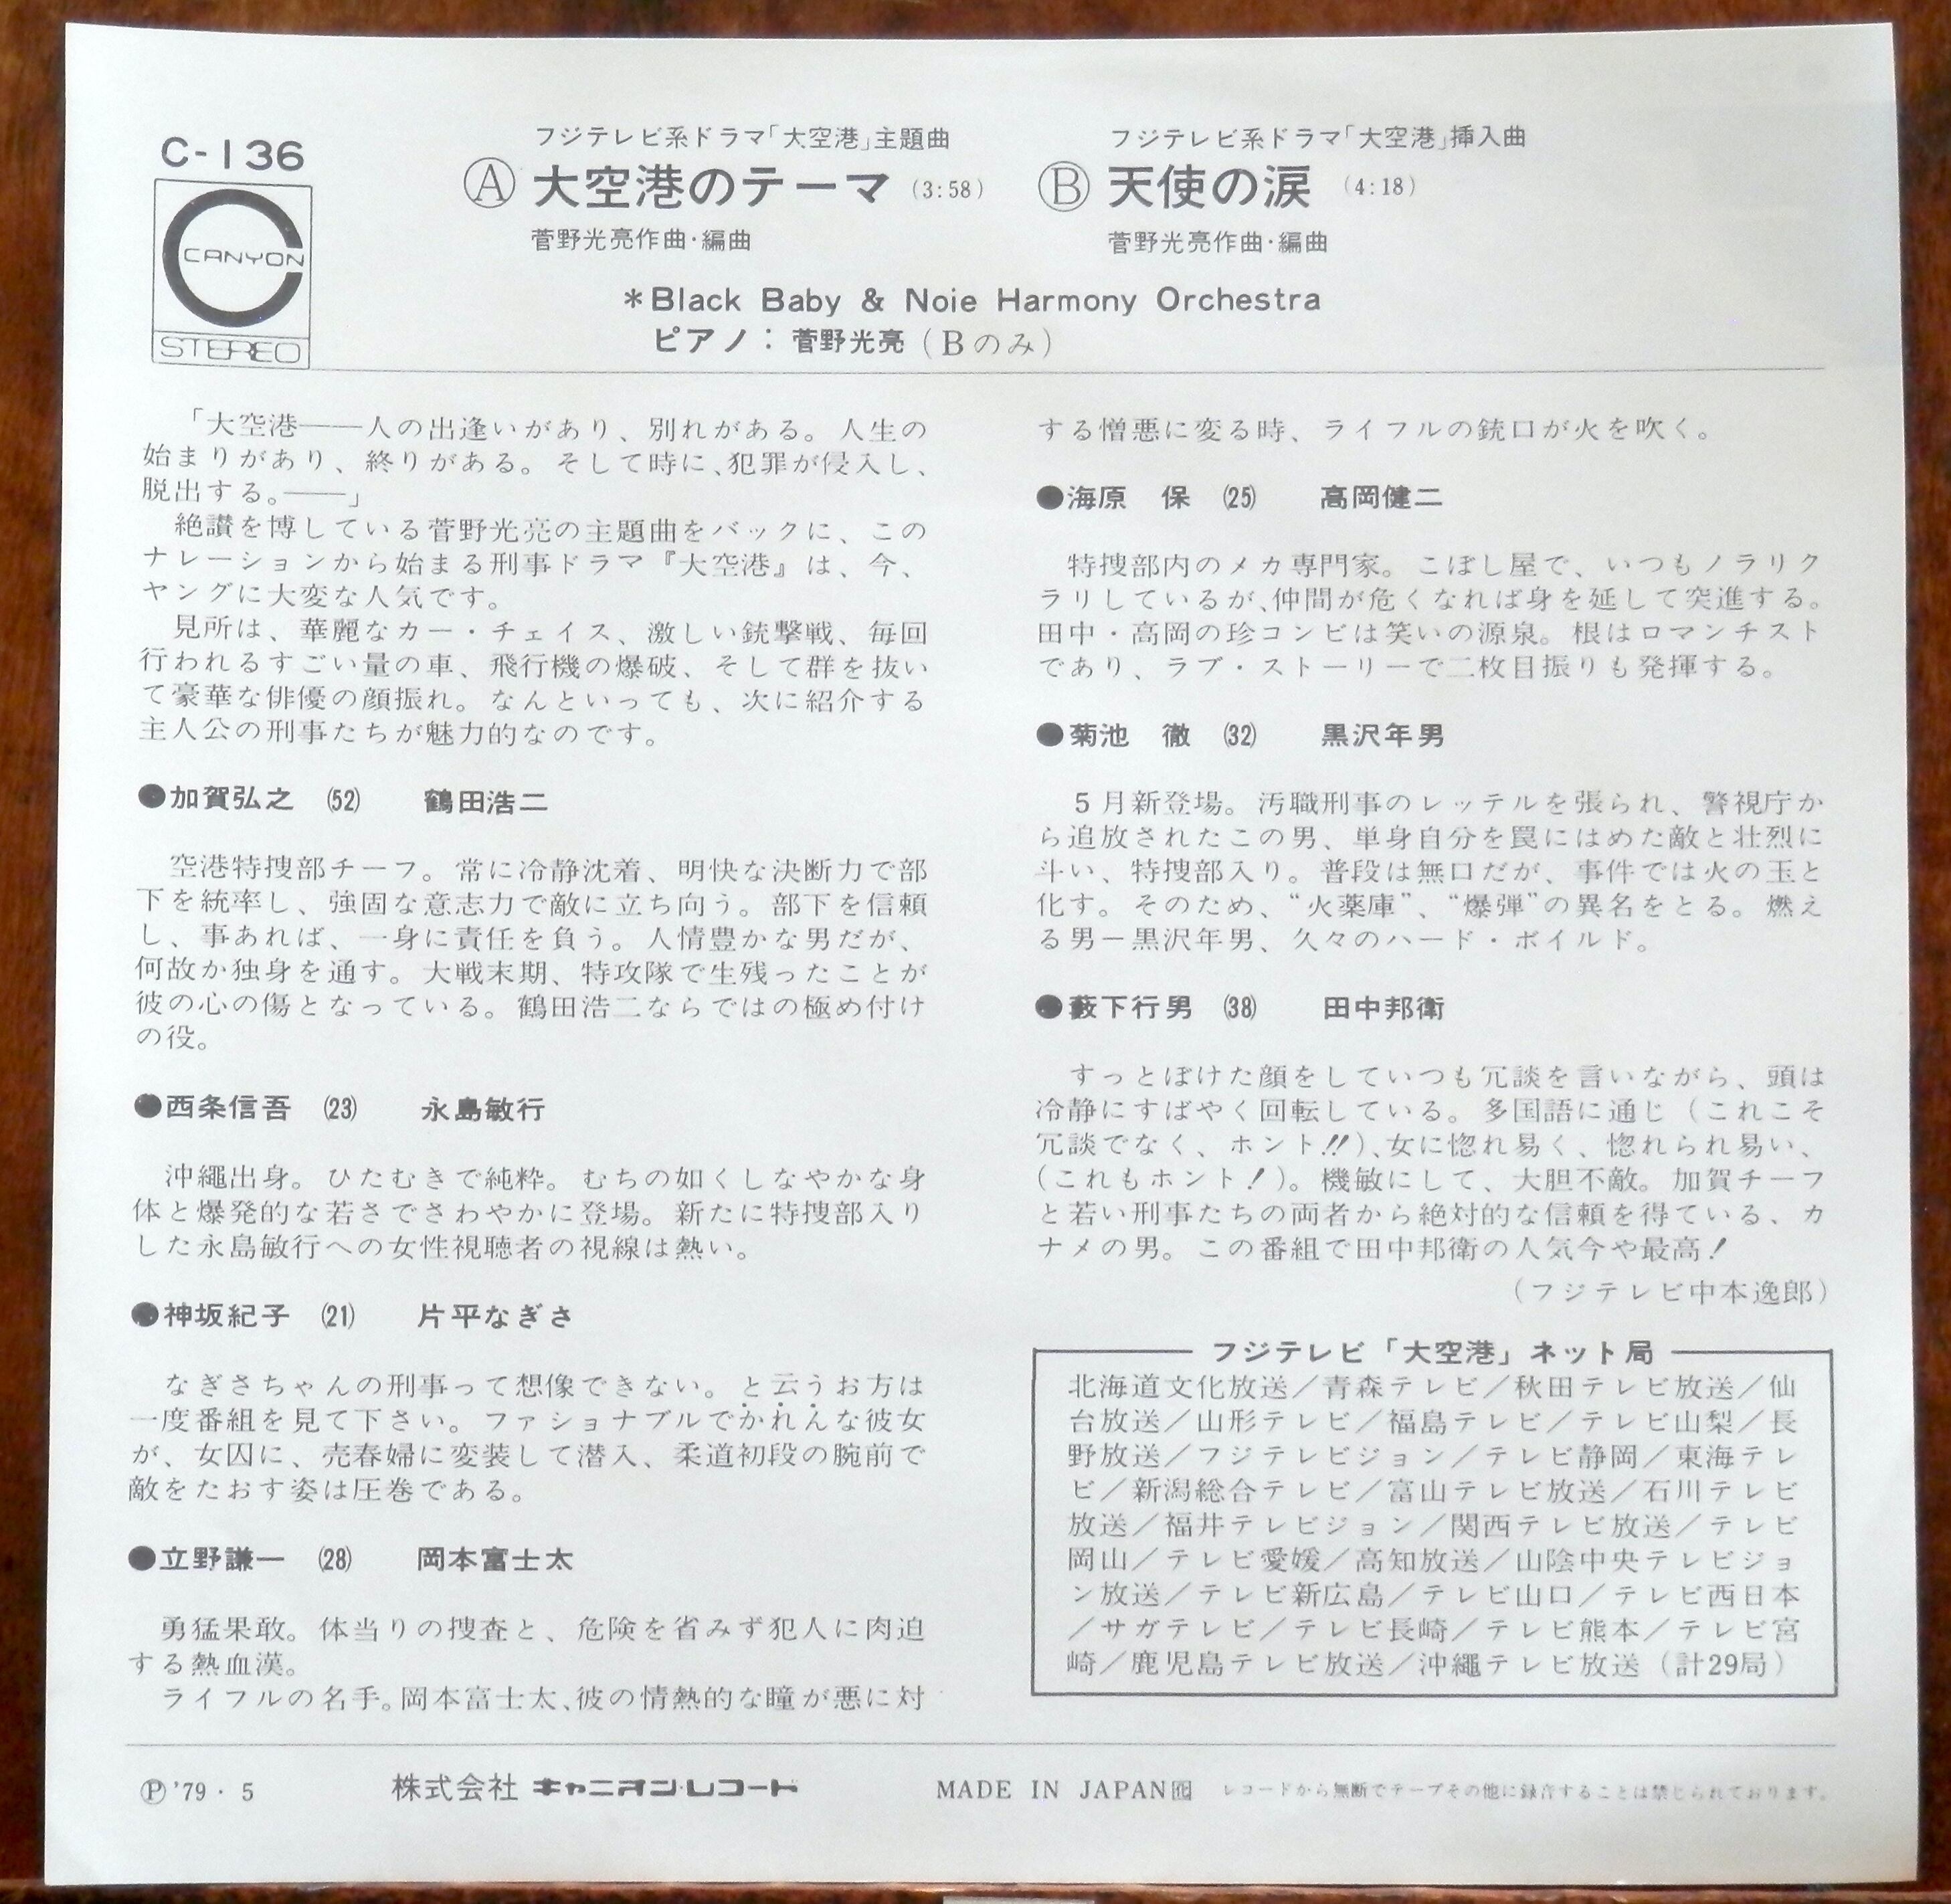 C-136
CANYON
STEREO
フジテレビ系ドラマ「大空港」主題曲
Ⓐ 大空港のテーマ (3:58)
菅野光亮作曲・編曲
フジテレビ系ドラマ「大空港」挿入曲
Ⓑ 天使の涙 (4:18)
菅野光亮作曲・編曲
＊Black Baby & Noie Harmony Orchestra
ピアノ：菅野光亮（Bのみ）
「大空港――人の出逢いがあり、別れがある。人生の
始まりがあり、終りがある。そして時に、犯罪が侵入し、
脱出する。――」
絶讃を博している菅野光亮の主題曲をバックに、この
ナレーションから始まる刑事ドラマ『大空港』は、今、
ヤングに大変な人気です。
見所は、華麗なカー・チェイス、激しい銃撃戦、毎回
行われるすごい量の車、飛行機の爆破、そして群を抜い
て豪華な俳優の顔振れ。なんといっても、次に紹介する
主人公の刑事たちが魅力的なのです。
●加賀弘之 (52) 鶴田浩二
空港特捜部チーフ。常に冷静沈着、明快な決断力で部
下を統率し、強固な意志力で敵に立ち向う。部下を信頼
し、事あれば、一身に責任を負う。人情豊かな男だが、
何故か独身を通す。大戦末期、特攻隊で生残ったことが
彼の心の傷となっている。鶴田浩二ならではの極め付け
の役。
●西条信吾 (23) 永島敏行
沖縄出身。ひたむきで純粋。むちの如くしなやかな身
体と爆発的な若さでさわやかに登場。新たに特捜部入り
した永島敏行への女性視聴者の視線は熱い。
●神坂紀子 (21) 片平なぎさ
なぎさちゃんの刑事って想像できない。と云うお方は
一度番組を見て下さい。ファショナブルでかれんな彼女
が、女囚に、売春婦に変装して潜入、柔道初段の腕前で
敵をたおす姿は圧巻である。
●立野謙一 (28) 岡本富士太
勇猛果敢。体当りの捜査と、危険を省みず犯人に肉迫
する熱血漢。
ライフルの名手。岡本富士太、彼の情熱的な瞳が悪に対
する憎悪に変る時、ライフルの銃口が火を吹く。
●海原 保 (25) 高岡健二
特捜部内のメカ専門家。こぼし屋で、いつもノラリク
ラリしているが、仲間が危くなれば身を延して突進する。
田中・高岡の珍コンビは笑いの源泉。根はロマンチスト
であり、ラブ・ストーリーで二枚目振りも発揮する。
●菊池 徹 (32) 黒沢年男
5月新登場。汚職刑事のレッテルを張られ、警視庁か
ら追放されたこの男、単身自分を罠にはめた敵と壮烈に
斗い、特捜部入り。普段は無口だが、事件では火の玉と
化す。そのため、“火薬庫”、“爆弾”の異名をとる。燃え
る男－黒沢年男、久々のハード・ボイルド。
●薮下行男 (38) 田中邦衛
すっとぼけた顔をしていつも冗談を言いながら、頭は
冷静にすばやく回転している。多国語に通じ（これこそ
冗談でなく、ホント!!）、女に惚れ易く、惚れられ易い、
（これもホント！）。機敏にして、大胆不敵。加賀チーフ
と若い刑事たちの両者から絶対的な信頼を得ている、カ
ナメの男。この番組で田中邦衛の人気今や最高！
（フジテレビ中本逸郎）
フジテレビ「大空港」ネット局
北海道文化放送／青森テレビ／秋田テレビ放送／仙
台放送／山形テレビ／福島テレビ／テレビ山梨／長
野放送／フジテレビジョン／テレビ静岡／東海テレ
ビ／新潟総合テレビ／富山テレビ放送／石川テレビ
放送／福井テレビジョン／関西テレビ放送／テレビ
岡山／テレビ愛媛／高知放送／山陰中央テレビジョ
ン放送／テレビ新広島／テレビ山口／テレビ西日本
／サガテレビ／テレビ長崎／テレビ熊本／テレビ宮
崎／鹿児島テレビ放送／沖縄テレビ放送（計29局）
Ⓟ'79・5
株式会社 キャニオン・レコード
MADE IN JAPAN
レコードから無断でテープその他に録音することは禁じられております。